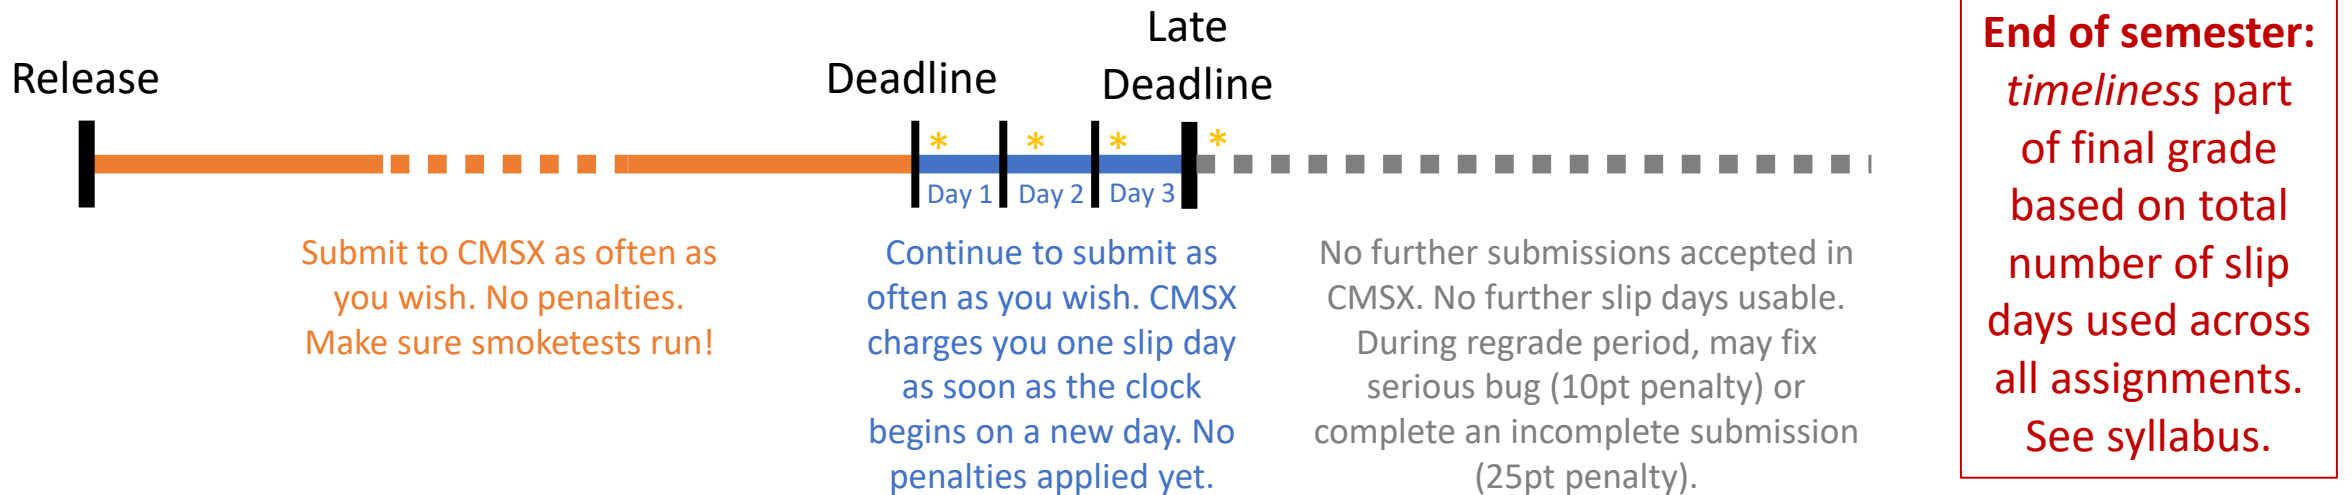 Release
Deadline
Late
Deadline
* * * *
Day 1
Day 2
Day 3
Submit to CMSX as often as
you wish. No penalties.
Make sure smoketests run!
Continue to submit as
often as you wish. CMSX
charges you one slip day
as soon as the clock
begins on a new day. No
penalties applied yet.
No further submissions accepted in
CMSX. No further slip days usable.
During regrade period, may fix
serious bug (10pt penalty) or
complete an incomplete submission
(25pt penalty).
End of semester:
timeliness part
of final grade
based on total
number of slip
days used across
all assignments.
See syllabus.